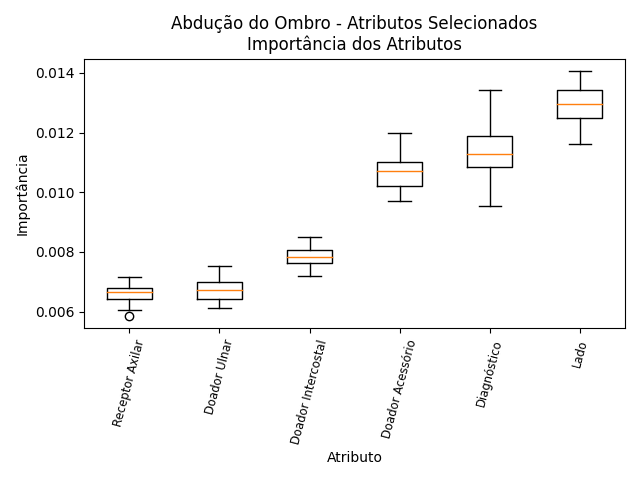 Abdução do Ombro - Atributos Selecionados
Importância dos Atributos
0.014
0.012
0.010
0.008
0.006
Importância
Receptor Axilar
Doador Ulnar
Doador Intercostal
Doador Acessório
Diagnóstico
Lado
Atributo